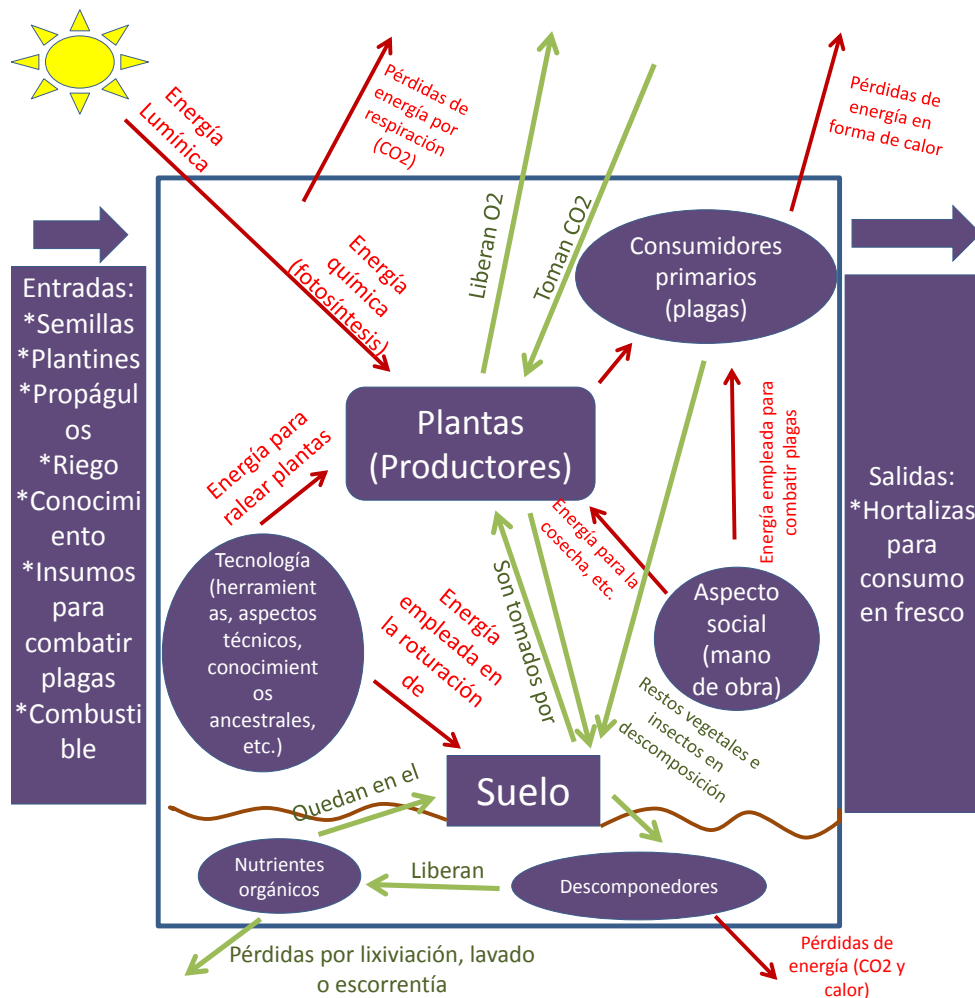 Energía
Lumínica
Pérdidas de
energía por
respiración
(CO2)
Liberan O2
Toman CO2
Pérdidas de
energía en
forma de calor
Energía
química
(fotosíntesis)
Consumidores
primarios
(plagas)
Entradas:
*Semillas
*Plantines
*Propágul
os
*Riego
*Conocimi
ento
*Insumos
para
combatir
plagas
*Combusti
ble
Plantas
(Productores)
Energía para
ralear plantas
Energía empleada para
combatir plagas
Energía para la
cosecha, etc.
Salidas:
*Hortalizas
para
consumo
en fresco
Tecnología
(herramient
as, aspectos
técnicos,
conocimient
os
ancestrales,
etc.)
Energía
empleada en
la roturación
de
Son tomados por
Aspecto
social
(mano
de obra)
Restos vegetales e
insectos en
descomposición
Suelo
Quedan en el
Nutrientes
orgánicos
Liberan
Descomponedores
Pérdidas por lixiviación, lavado
o escorrentía
Pérdidas de
energía (CO2 y
calor)